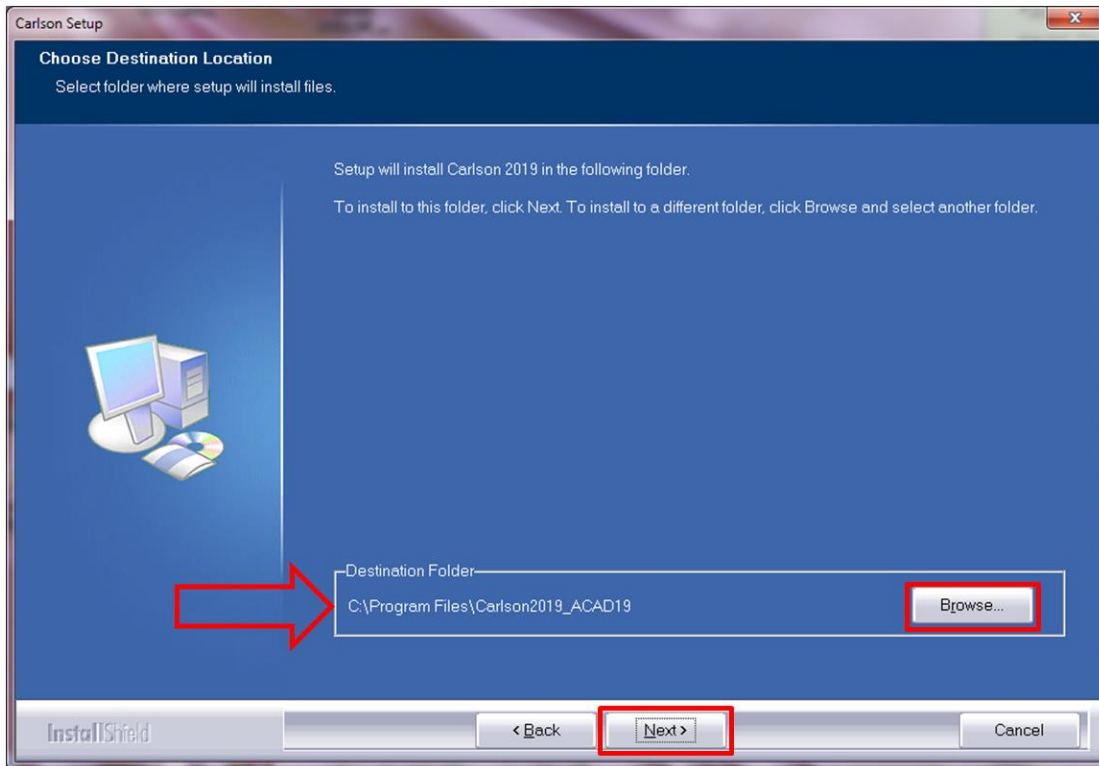 Carlson Setup
Choose Destination Location
Select folder where setup will install files.
Setup will install Carlson 2019 in the following folder.
To install to this folder, click Next. To install to a different folder, click Browse and select another folder.
Destination Folder
C:\Program Files\Carlson2019_ACAD19
Browse...
InstallShield
< Back
Next >
Cancel